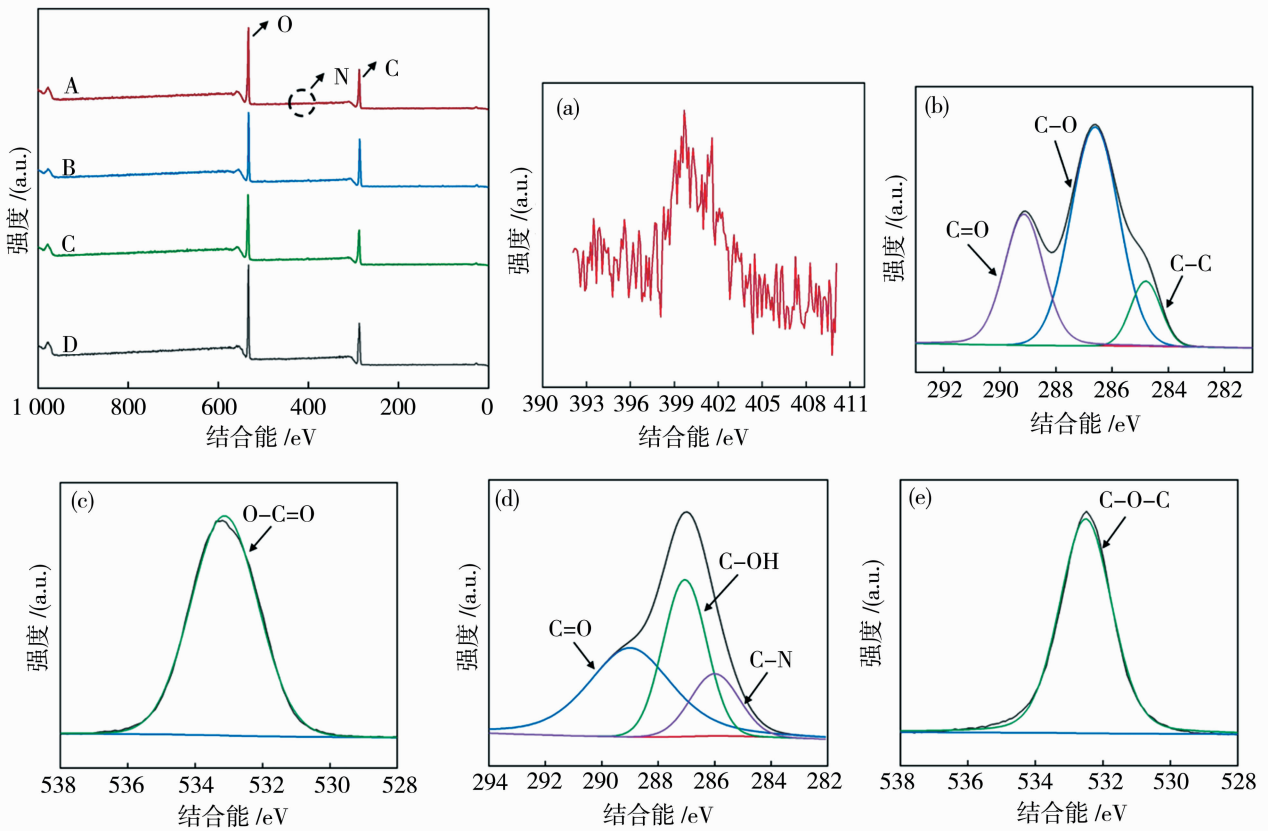 O
N
C
A
B
C
D
强度 /(a.u.)
1 000 800 600 400 200 0
结合能 /eV
(a)
强度 /(a.u.)
390 393 396 399 402 405 408 411
结合能 /eV
(b)
C–O
C=O
C–C
强度 /(a.u.)
292 290 288 286 284 282
结合能 /eV
(c)
O–C=O
强度 /(a.u.)
538 536 534 532 530 528
结合能 /eV
(d)
C–OH
C=O
C–N
强度 /(a.u.)
294 292 290 288 286 284 282
结合能 /eV
(e)
C–O–C
强度 /(a.u.)
538 536 534 532 530 528
结合能 /eV